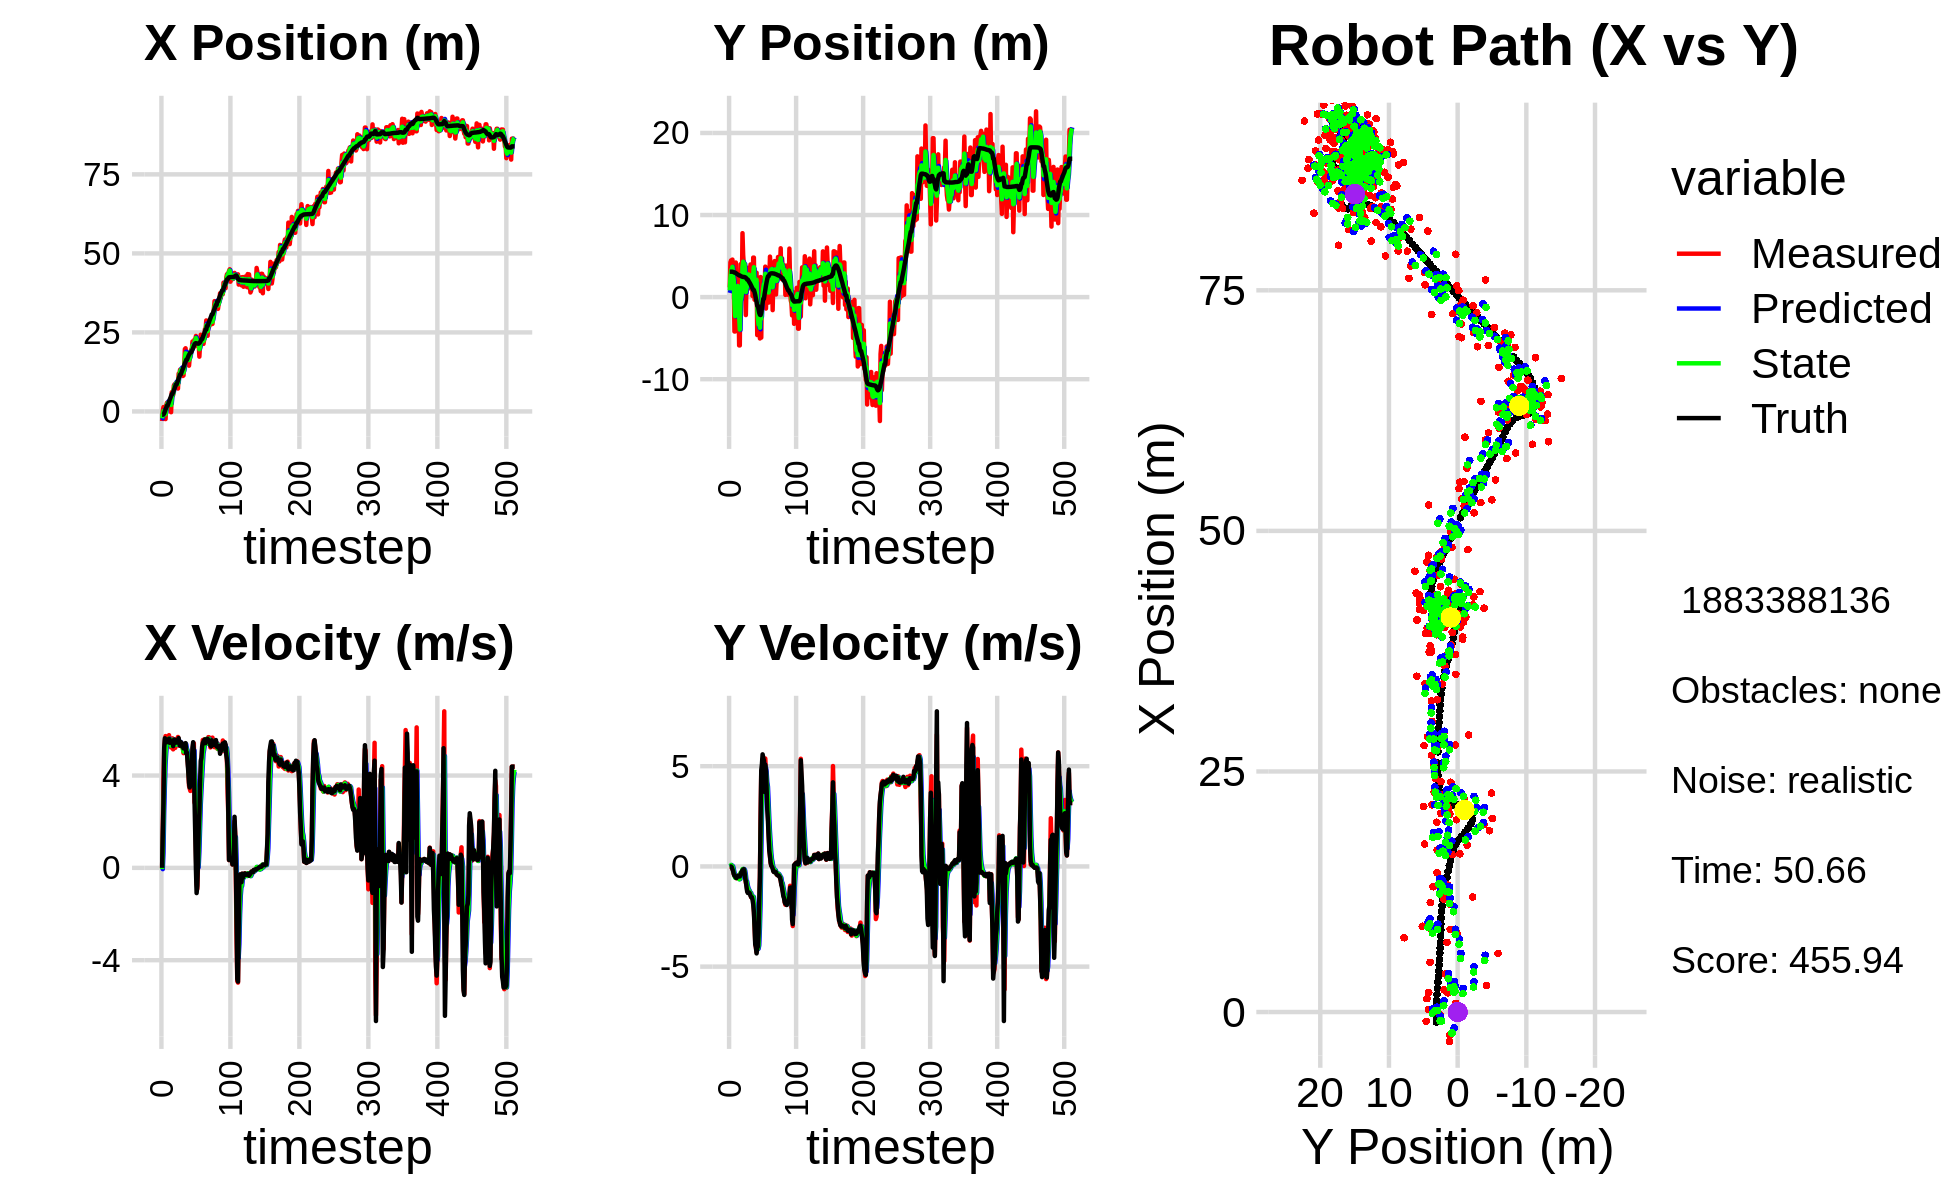 X Position (m)
75
50
25
0
0 100 200 300 400 500
timestep
Y Position (m)
20
10
0
-10
0 100 200 300 400 500
timestep
X Velocity (m/s)
4
0
-4
0 100 200 300 400 500
timestep
Y Velocity (m/s)
5
0
-5
0 100 200 300 400 500
timestep
Robot Path (X vs Y)
X Position (m)
75
50
25
0
20 10 0 -10 -20
Y Position (m)
variable
Measured
Predicted
State
Truth
1883388136
Obstacles: none
Noise: realistic
Time: 50.66
Score: 455.94